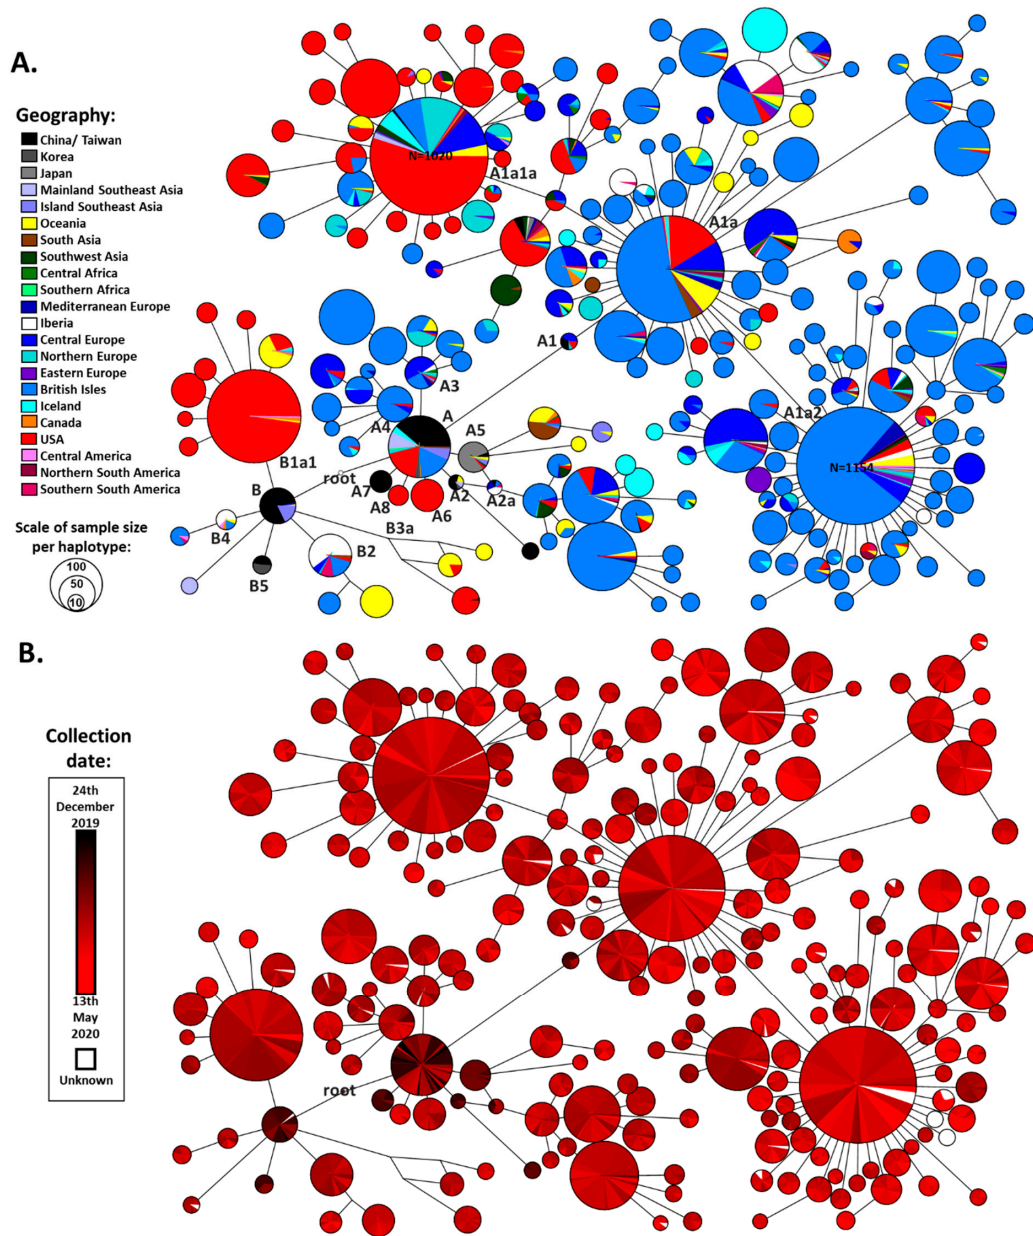 A.
Geography:
China/ Taiwan
Korea
Japan
Mainland Southeast Asia
Island Southeast Asia
Oceania
South Asia
Southwest Asia
Central Africa
Southern Africa
Mediterranean Europe
Iberia
Central Europe
Northern Europe
Eastern Europe
British Isles
Iceland
Canada
USA
Central America
Northern South America
Southern South America
Scale of sample size
per haplotype:
100
50
10
N=1020
A1a1a
A1a
A1
A3
A
A4
A5
A1a2
N=1154
B1a1
root
A7
A8
A6
A2
A2a
B
B3a
B4
B2
B5
B.
Collection
date:
24th
December
2019
13th
May
2020
Unknown
root